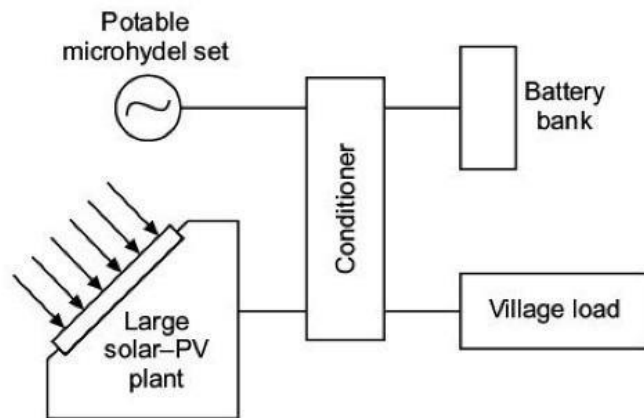 Potable
microhydel set
Battery
bank
Conditioner
Large
solar–PV
plant
Village load